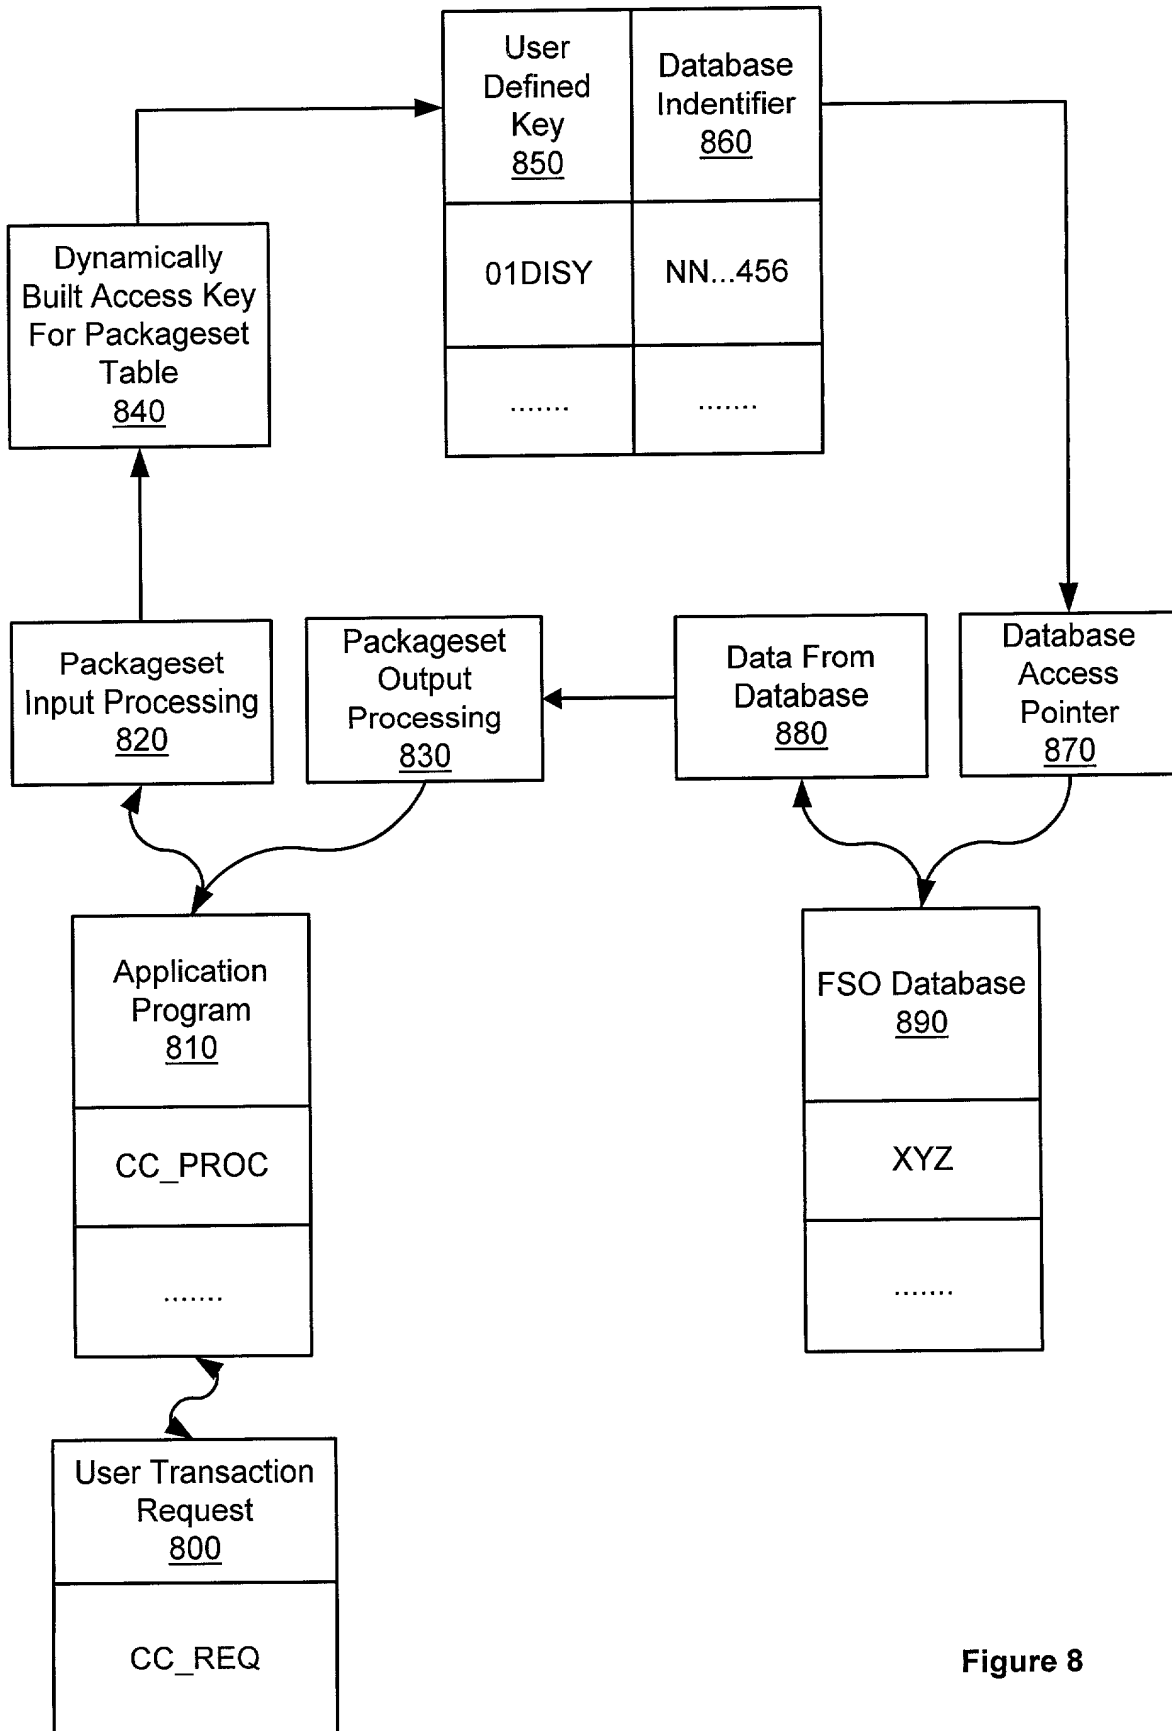 User
Defined
Key
850
Database
Indentifier
860
01DISY
NN...456
.......
.......
Dynamically
Built Access Key
For Packageset
Table
840
Packageset
Input Processing
820
Packageset
Output
Processing
830
Data From
Database
880
Database
Access
Pointer
870
Application
Program
810
CC_PROC
.......
FSO Database
890
XYZ
.......
User Transaction
Request
800
CC_REQ
Figure 8